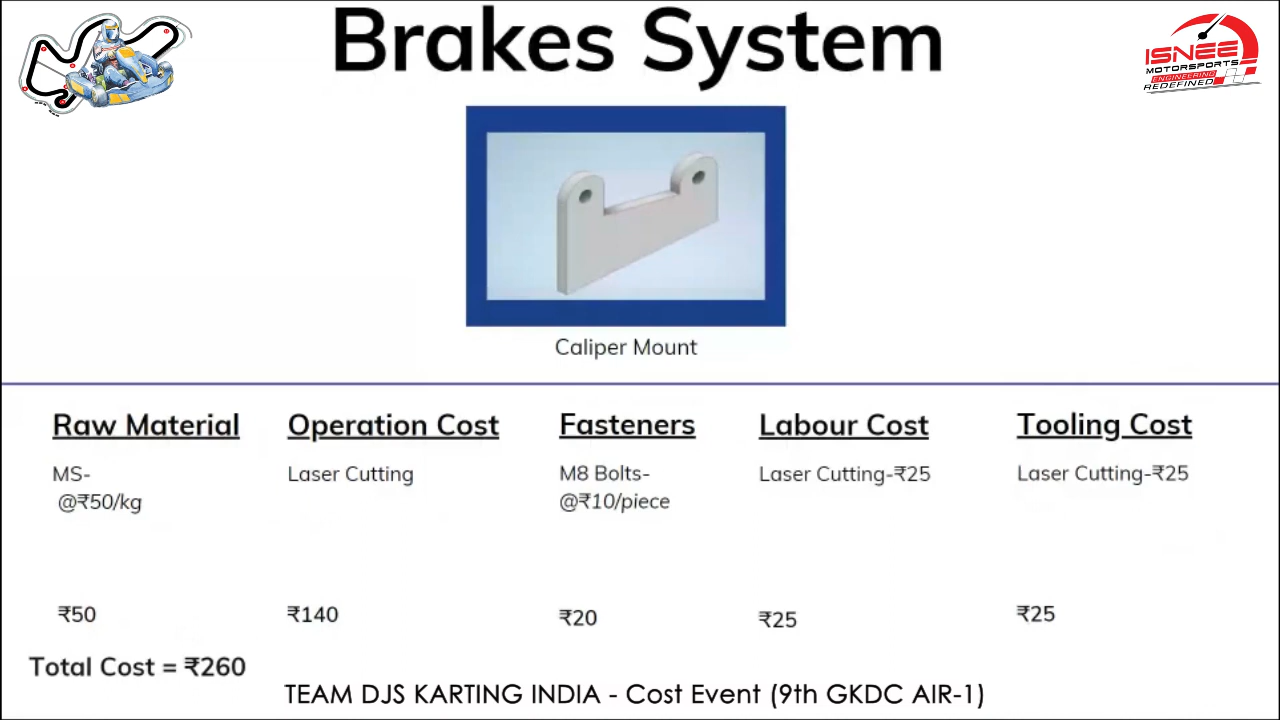 Brakes System
ISNEE
MOTORSPORTS
ENGINEERING
REDEFINED
Caliper Mount
Raw Material
Operation Cost
Fasteners
Labour Cost
Tooling Cost
MS-
@₹50/kg
Laser Cutting
M8 Bolts-
@₹10/piece
Laser Cutting-₹25
Laser Cutting-₹25
₹50
₹140
₹20
₹25
₹25
Total Cost = ₹260
TEAM DJS KARTING INDIA - Cost Event (9th GKDC AIR-1)